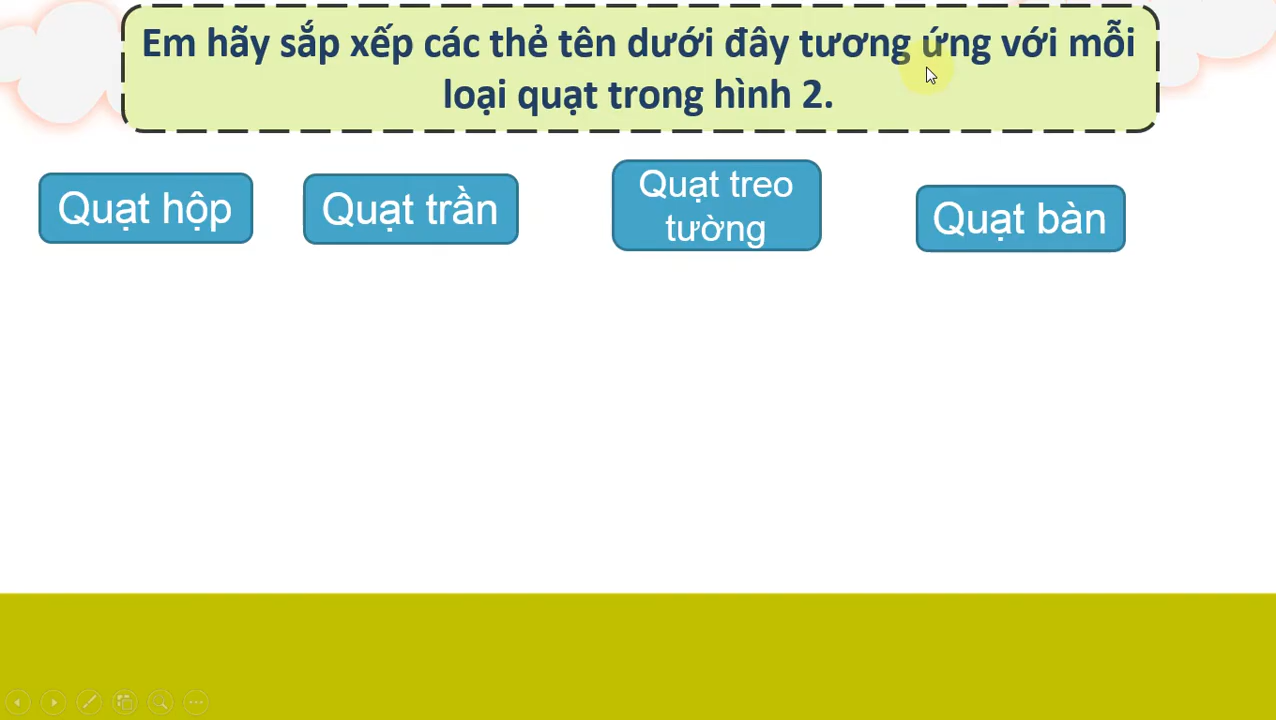 Em hãy sắp xếp các thẻ tên dưới đây tương ứng với mỗi
loại quạt trong hình 2.
Quạt hộp
Quạt trần
Quạt treo
tường
Quạt bàn